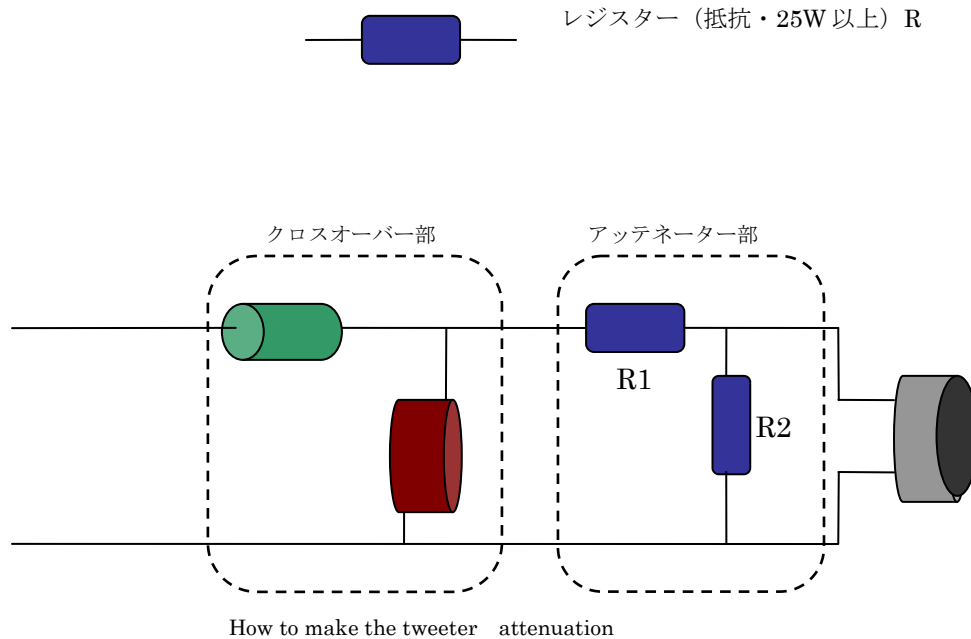 レジスター（抵抗・25W 以上）R
クロスオーバー部
アッテネーター部
R1
R2
How to make the tweeter attenuation